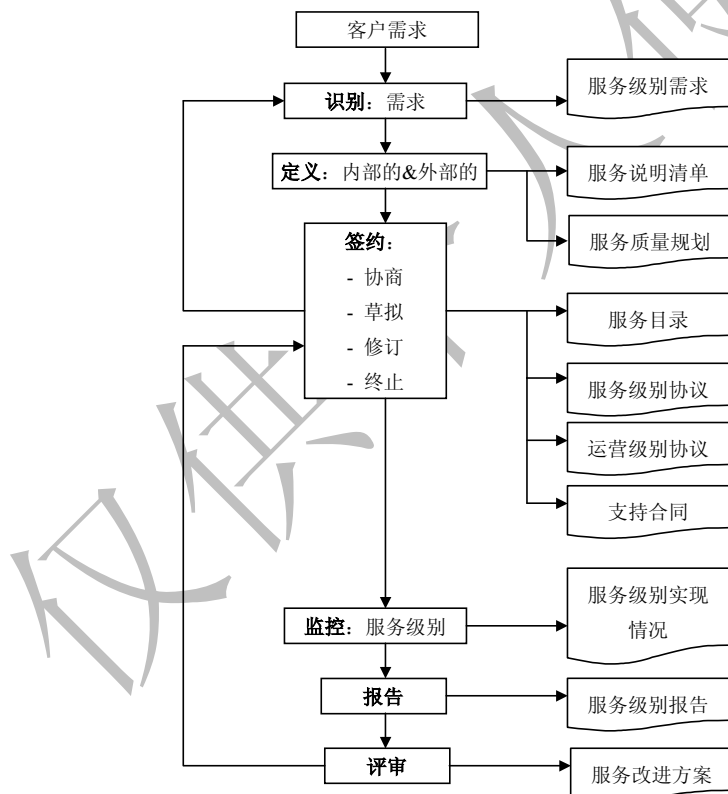 客户需求
识别：需求
服务级别需求
定义：内部的&外部的
服务说明清单
服务质量规划
签约：
- 协商
- 草拟
- 修订
- 终止
服务目录
服务级别协议
运营级别协议
支持合同
监控：服务级别
服务级别实现
情况
报告
服务级别报告
评审
服务改进方案
仅供
人